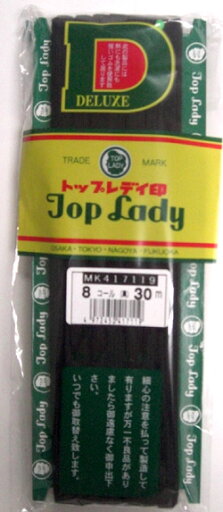 DELUXE
TRADE
TOP
LADY
MARK
トップレデイ印
Top Lady
OSAKA・TOKYO・NAGOYA・FUKUOKA
MK417119
8 コール 30m
細心の注意を払って製造して
有りますが万一不良品があり
ましたら御遠慮なく御申出下
さい。
いつでも御取替え致します。
Top Lady